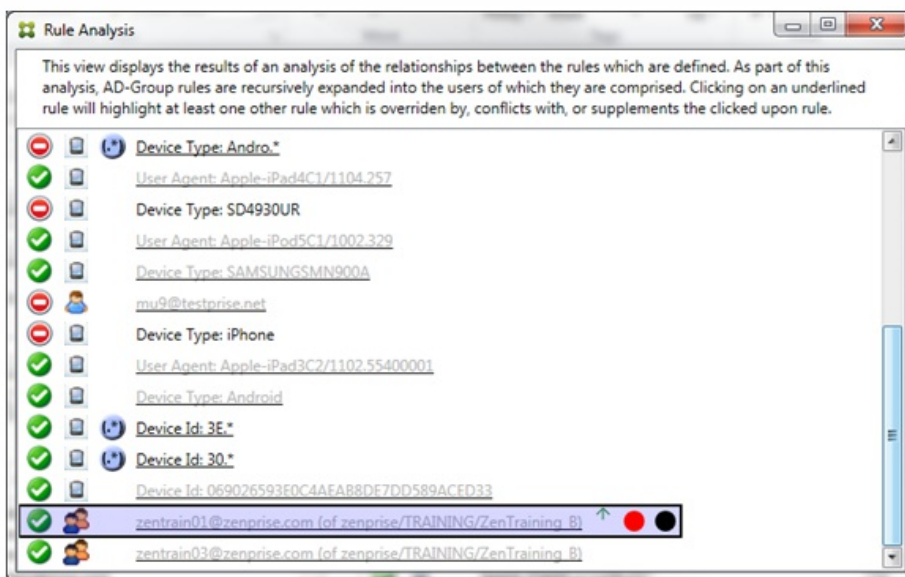 Rule Analysis
This view displays the results of an analysis of the relationships between the rules which are defined. As part of this
analysis, AD-Group rules are recursively expanded into the users of which they are comprised. Clicking on an underlined
rule will highlight at least one other rule which is overriden by, conflicts with, or supplements the clicked upon rule.
(.*) Device Type: Andro.*
User Agent: Apple-iPad4C1/1104.257
Device Type: SD4930UR
User Agent: Apple-iPod5C1/1002.329
Device Type: SAMSUNGSMN900A
mu9@testprise.net
Device Type: iPhone
User Agent: Apple-iPad3C2/1102.55400001
Device Type: Android
(.*) Device Id: 3E.*
(.*) Device Id: 30.*
Device Id: 069026593E0C4AEAB8DE7DD589ACED33
zentrain01@zenprise.com (of zenprise/TRAINING/ZenTraining_B)
zentrain03@zenprise.com (of zenprise/TRAINING/ZenTraining_B)